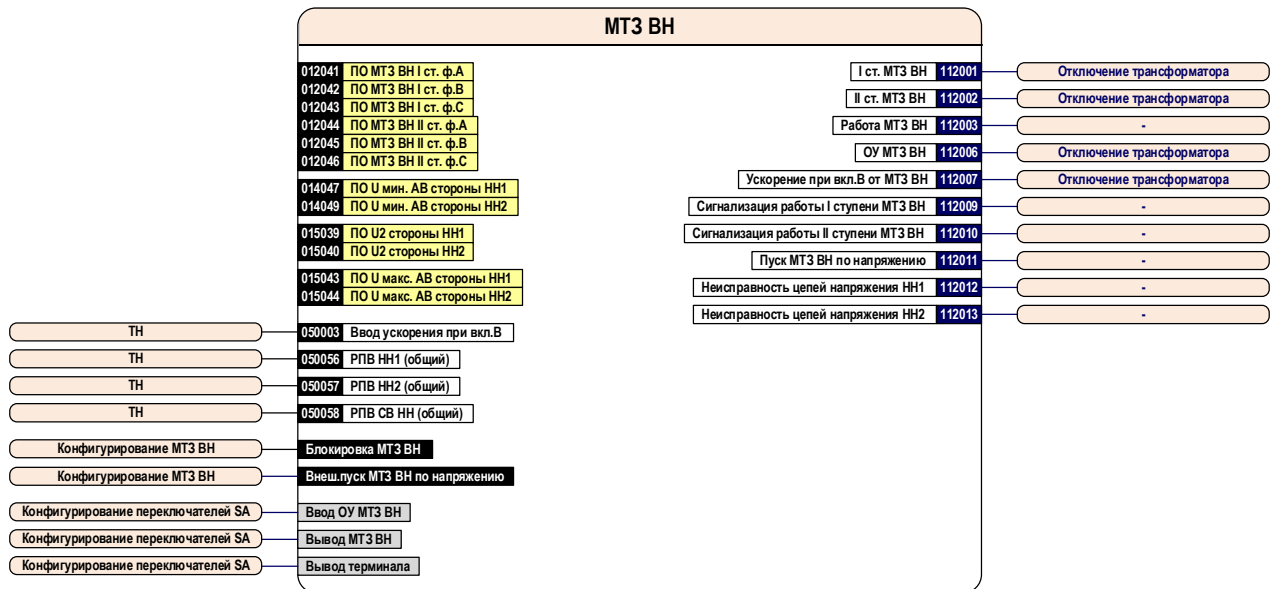 МТЗ ВН
012041 ПО МТЗ ВН I ст. ф.А
012042 ПО МТЗ ВН I ст. ф.В
012043 ПО МТЗ ВН I ст. ф.С
012044 ПО МТЗ ВН II ст. ф.А
012045 ПО МТЗ ВН II ст. ф.В
012046 ПО МТЗ ВН II ст. ф.С
014047 ПО U мин. АВ стороны НН1
014049 ПО U мин. АВ стороны НН2
015039 ПО U2 стороны НН1
015040 ПО U2 стороны НН2
015043 ПО U макс. АВ стороны НН1
015044 ПО U макс. АВ стороны НН2
ТН 050003 Ввод ускорения при вкл.В
ТН 050056 РПВ НН1 (общий)
ТН 050057 РПВ НН2 (общий)
ТН 050058 РПВ СВ НН (общий)
Конфигурирование МТЗ ВН Блокировка МТЗ ВН
Конфигурирование МТЗ ВН Внеш.пуск МТЗ ВН по напряжению
Конфигурирование переключателей SA Ввод ОУ МТЗ ВН
Конфигурирование переключателей SA Вывод МТЗ ВН
Конфигурирование переключателей SA Вывод терминала
I ст. МТЗ ВН 112001 Отключение трансформатора
II ст. МТЗ ВН 112002 Отключение трансформатора
Работа МТЗ ВН 112003 -
ОУ МТЗ ВН 112006 Отключение трансформатора
Ускорение при вкл.В от МТЗ ВН 112007 Отключение трансформатора
Сигнализация работы I ступени МТЗ ВН 112009 -
Сигнализация работы II ступени МТЗ ВН 112010 -
Пуск МТЗ ВН по напряжению 112011 -
Неисправность цепей напряжения НН1 112012 -
Неисправность цепей напряжения НН2 112013 -